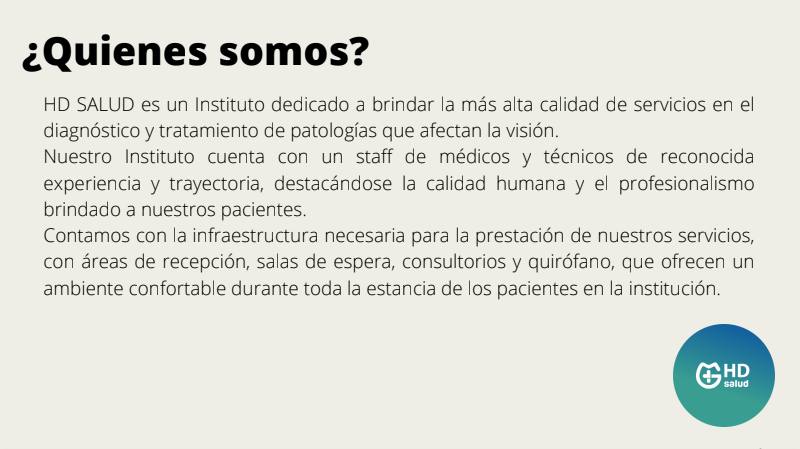 ¿Quienes somos?
HD SALUD es un Instituto dedicado a brindar la más alta calidad de servicios en el
diagnóstico y tratamiento de patologías que afectan la visión.
Nuestro Instituto cuenta con un staff de médicos y técnicos de reconocida
experiencia y trayectoria, destacándose la calidad humana y el profesionalismo
brindado a nuestros pacientes.
Contamos con la infraestructura necesaria para la prestación de nuestros servicios,
con áreas de recepción, salas de espera, consultorios y quirófano, que ofrecen un
ambiente confortable durante toda la estancia de los pacientes en la institución.
HD
salud